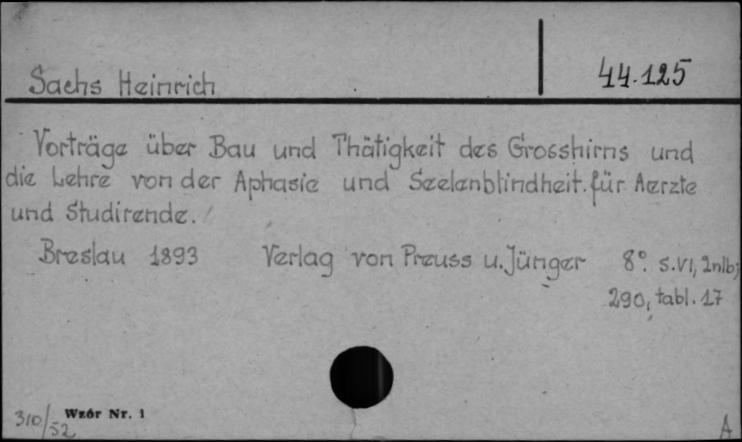 Sachs Heinrich 44.125
Vorträge über Bau und Thätigkeit des Grosshirns und
die Lehre von der Aphasie und Seelenblindheit. für Aerzte
und Studirende.
Breslau 1893 Verlag von Preuss u. Jünger 8° S.VI, 2nlb;
290, tabl. 17
Wzór Nr. 1
310/52
A